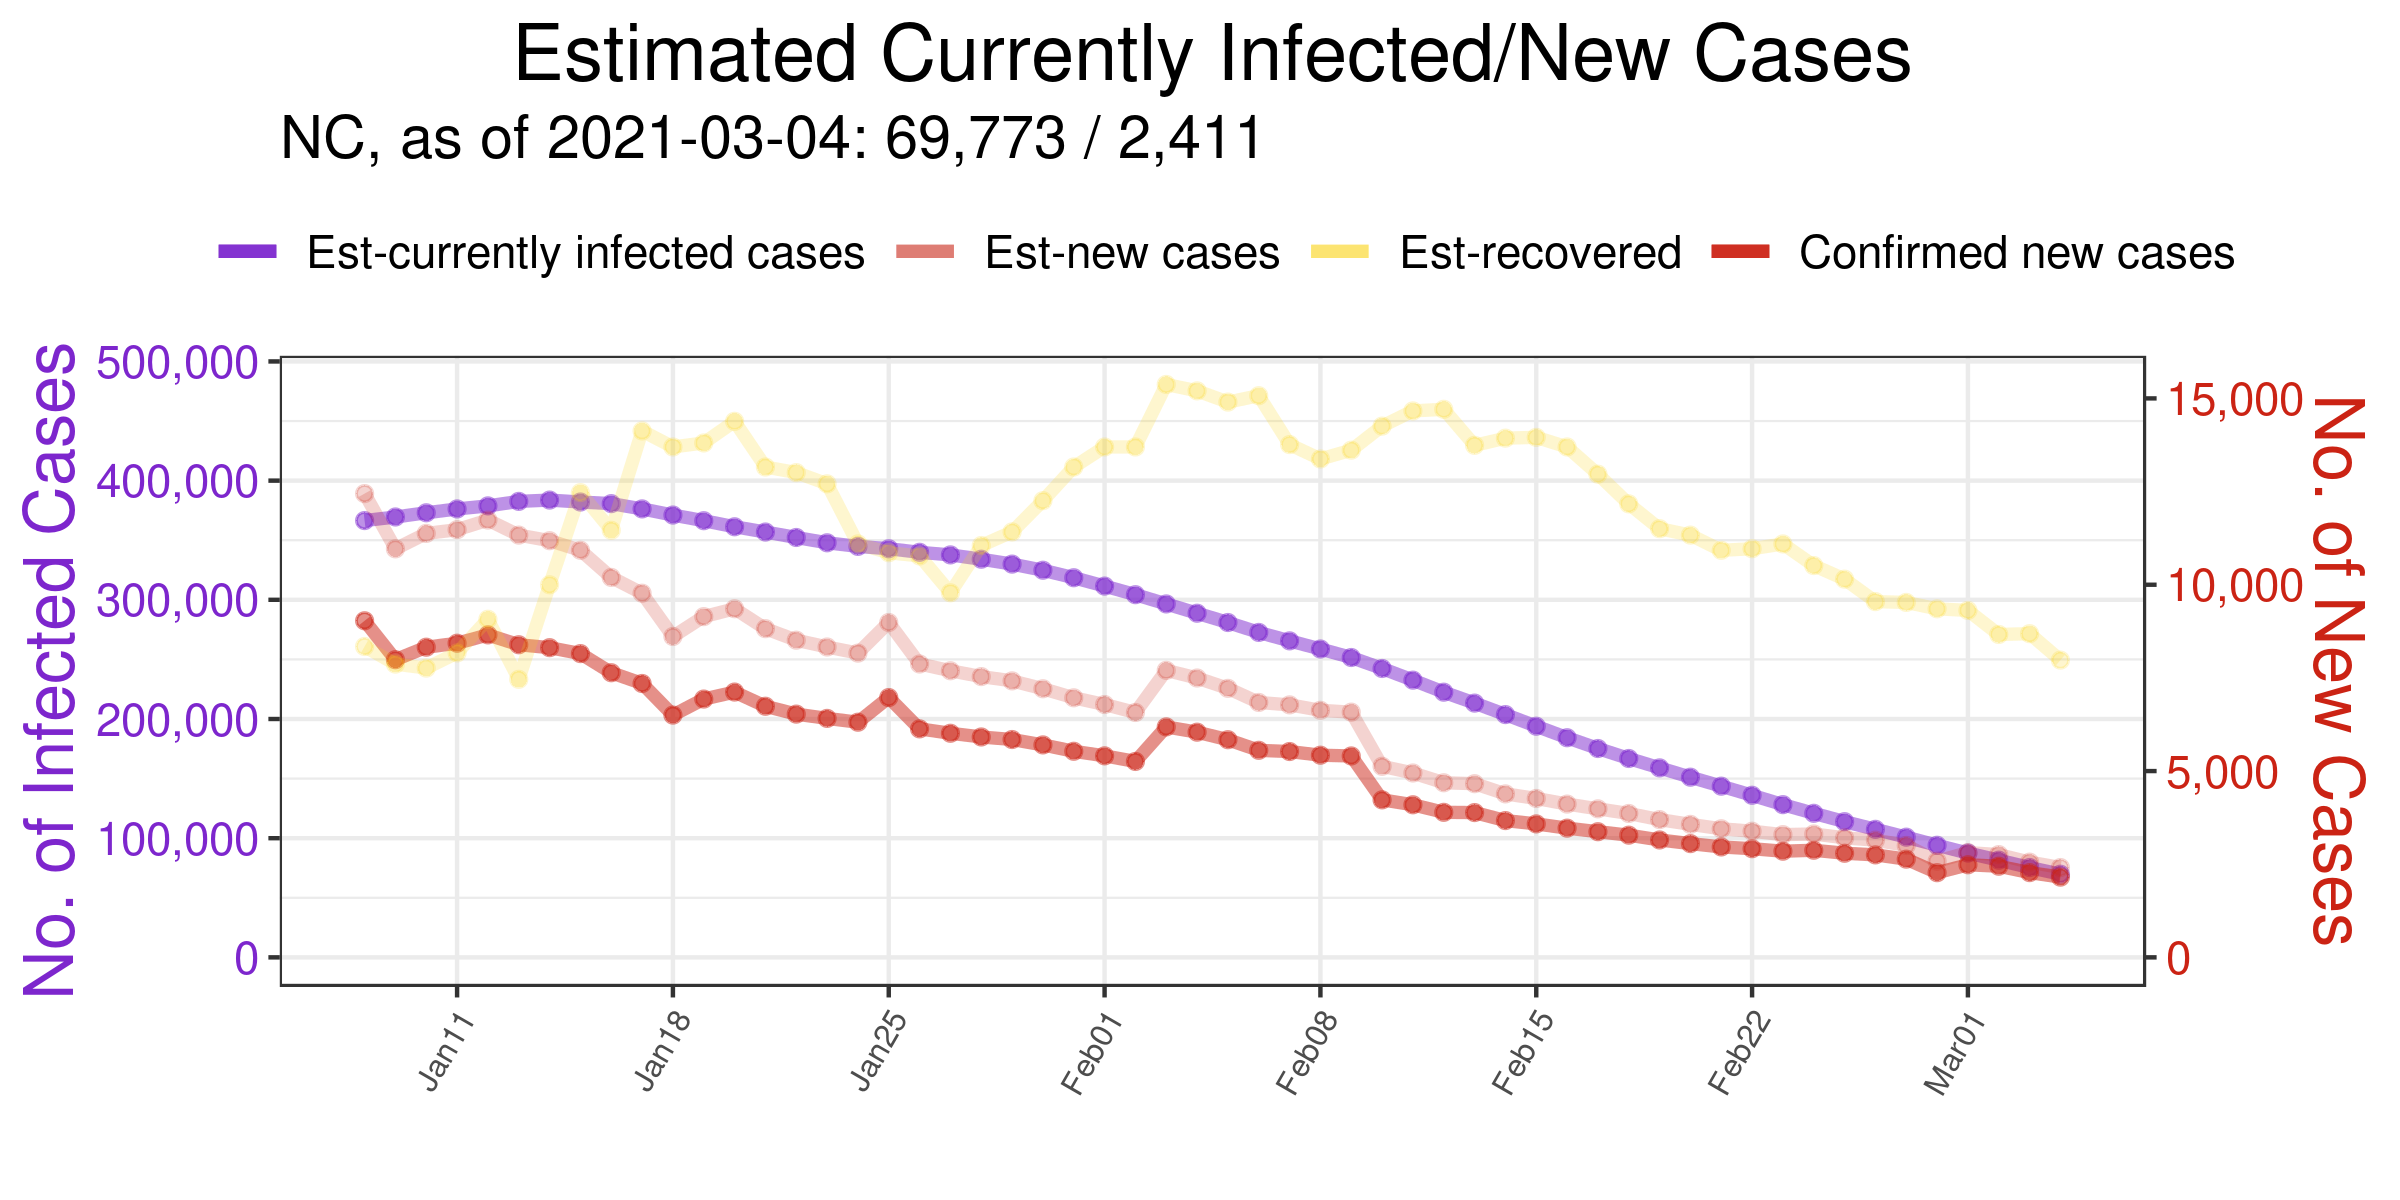 Estimated Currently Infected/New Cases
NC, as of 2021-03-04: 69,773 / 2,411
Est-currently infected cases Est-new cases Est-recovered Confirmed new cases
No. of Infected Cases
500,000
400,000
300,000
200,000
100,000
0
15,000
10,000
5,000
0
No. of New Cases
Jan11 Jan18 Jan25 Feb01 Feb08 Feb15 Feb22 Mar01